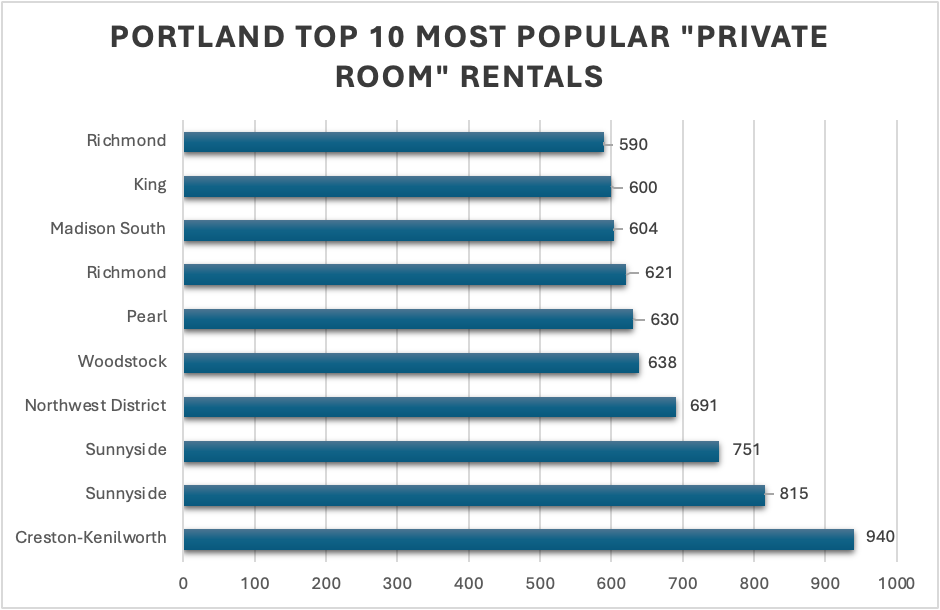 PORTLAND TOP 10 MOST POPULAR "PRIVATE
ROOM" RENTALS
Richmond 590
King 600
Madison South 604
Richmond 621
Pearl 630
Woodstock 638
Northwest District 691
Sunnyside 751
Sunnyside 815
Creston-Kenilworth 940
0 100 200 300 400 500 600 700 800 900 1000